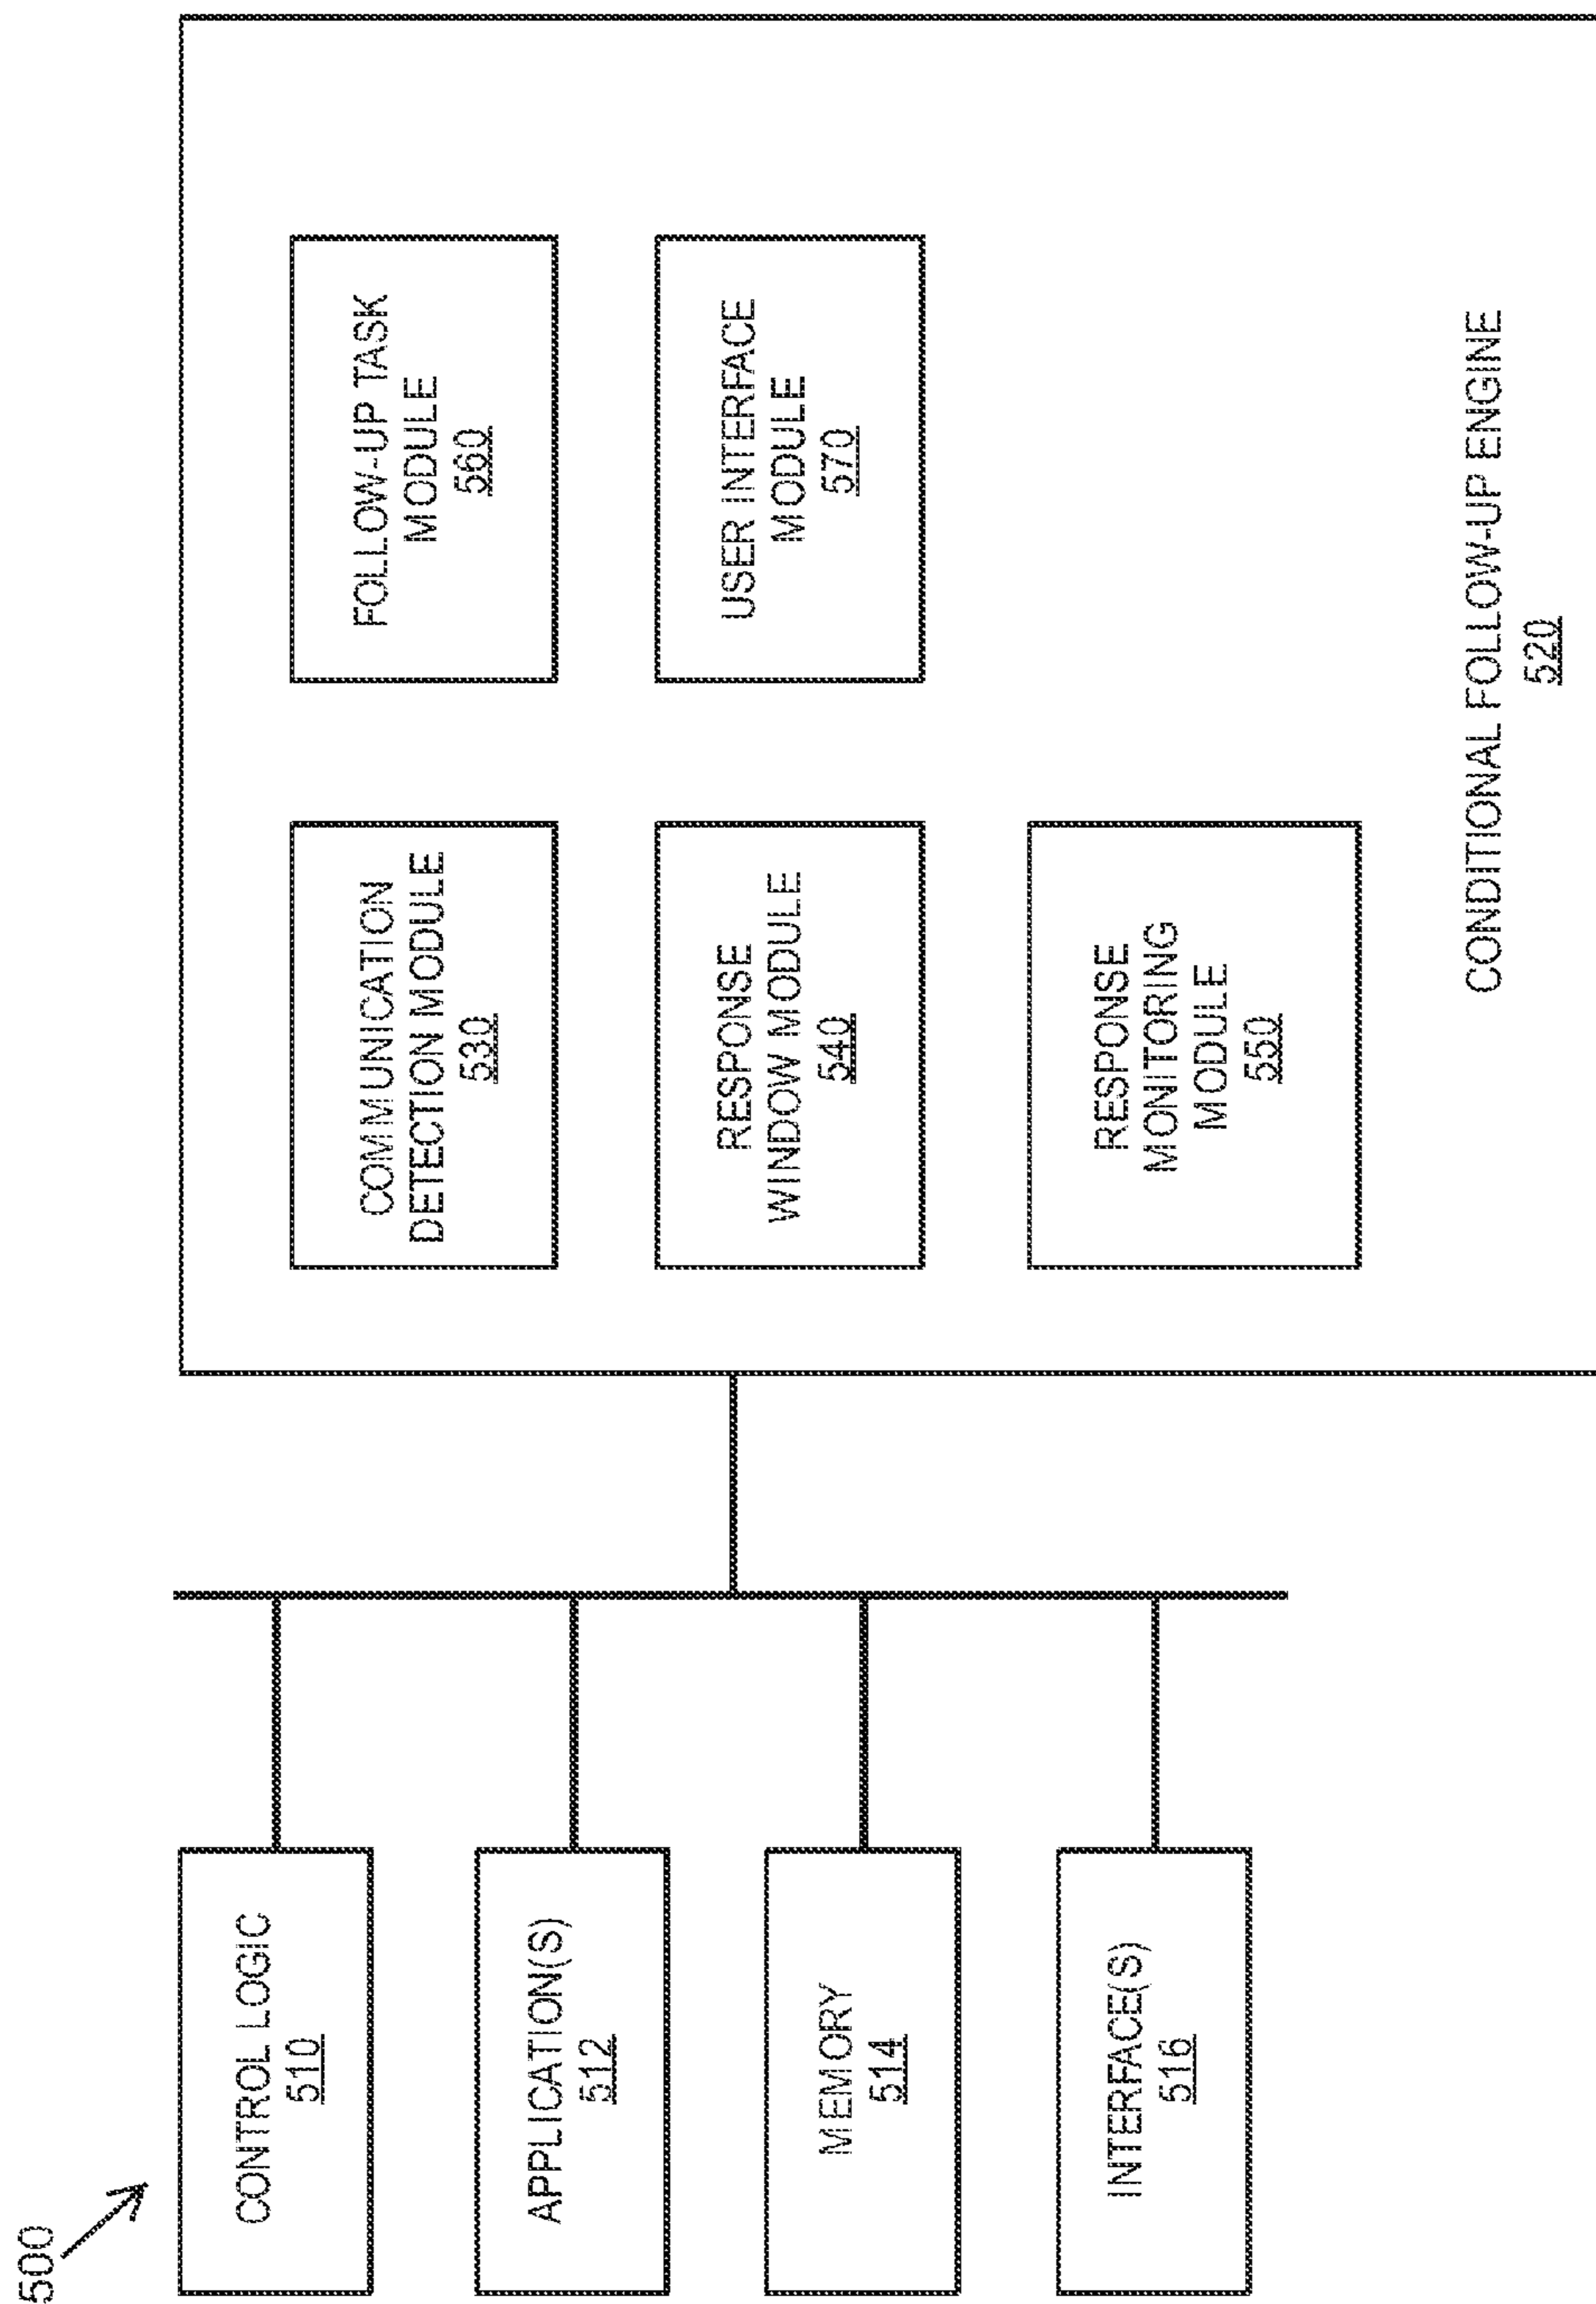 500
CONTROL LOGIC
510
APPLICATION(S)
512
MEMORY
514
INTERFACE(S)
516
COMMUNICATION
DETECTION MODULE
530
RESPONSE
WINDOW MODULE
540
RESPONSE
MONITORING
MODULE
550
FOLLOW-UP TASK
MODULE
560
USER INTERFACE
MODULE
570
CONDITIONAL FOLLOW-UP ENGINE
520